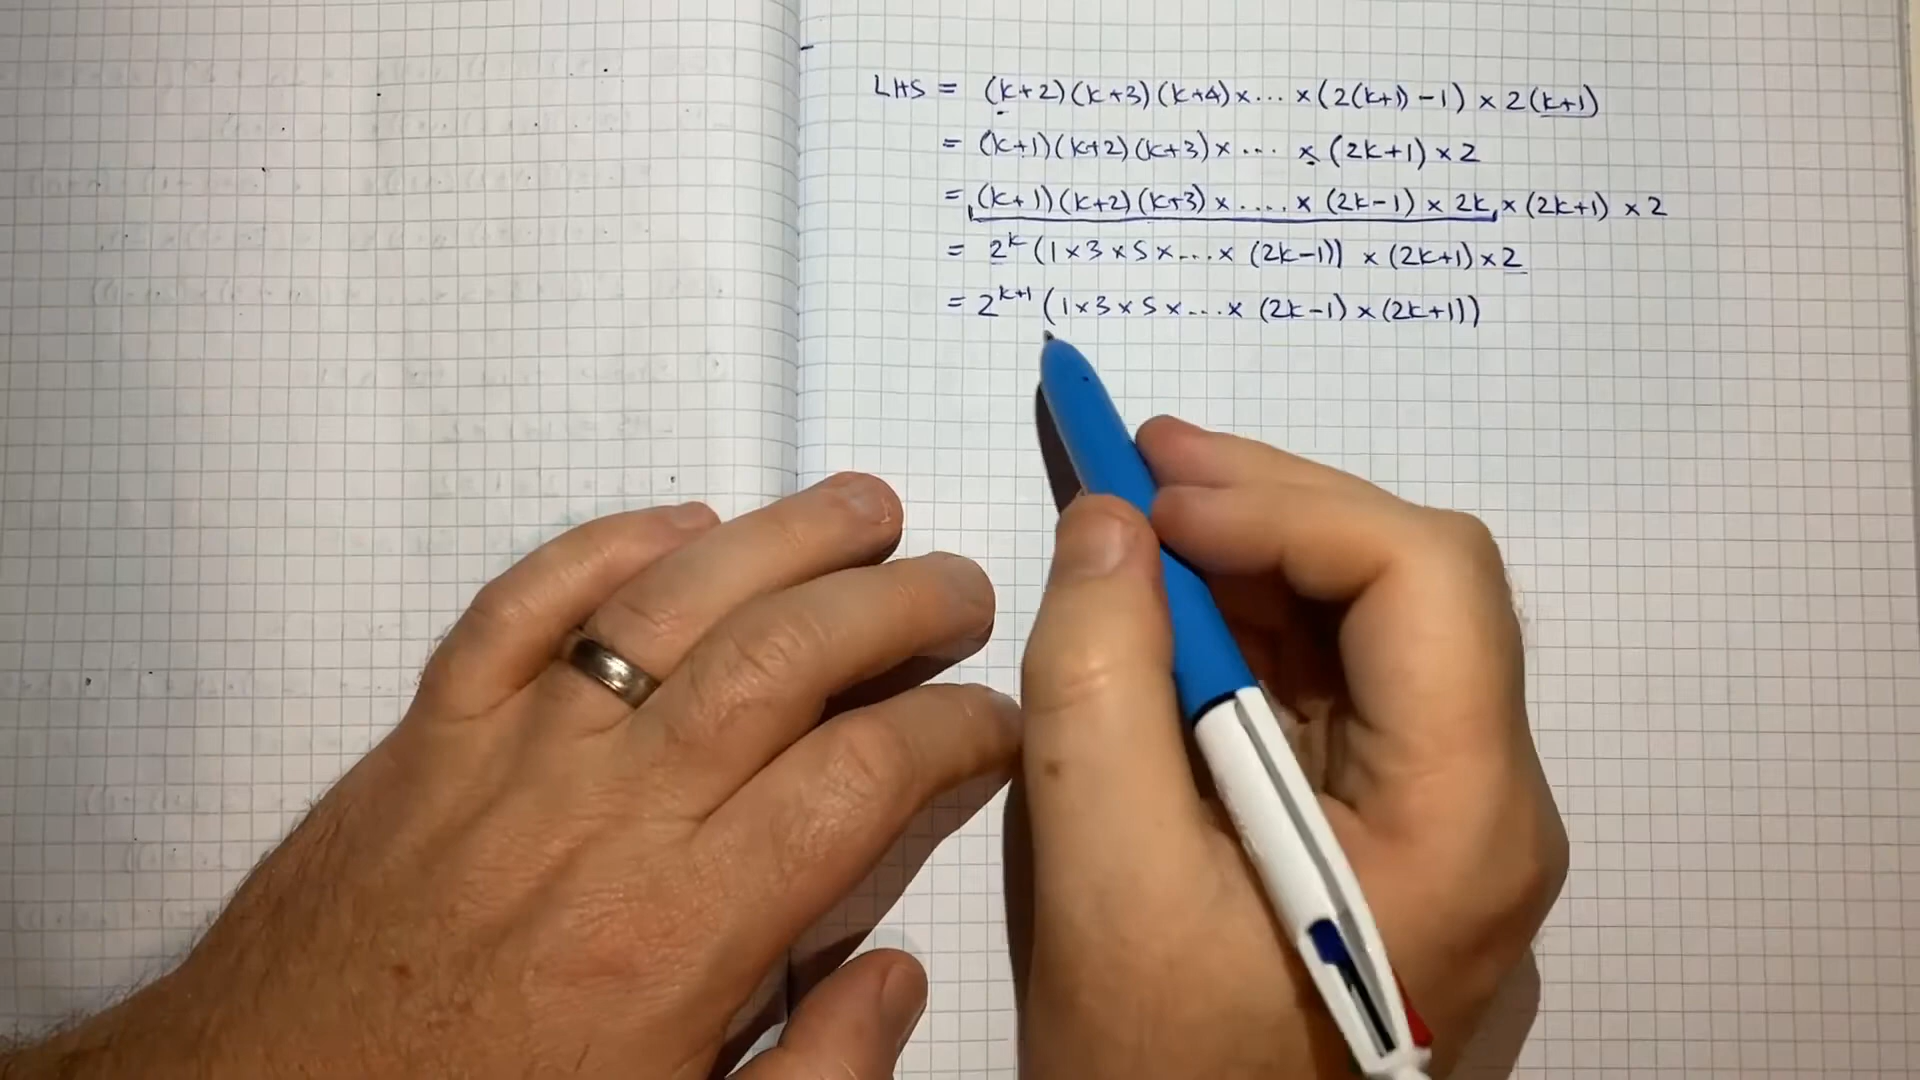 LHS = (k+2)(k+3)(k+4)×...×(2(k+1)-1)×2(k+1)
= (k+1)(k+2)(k+3)×... ×(2k+1)×2
= (k+1)(k+2)(k+3)×....×(2k-1)×2k×(2k+1)×2
= 2^k(1×3×5×...×(2k-1))×(2k+1)×2
= 2^{k+1}(1×3×5×...×(2k-1)×(2k+1))